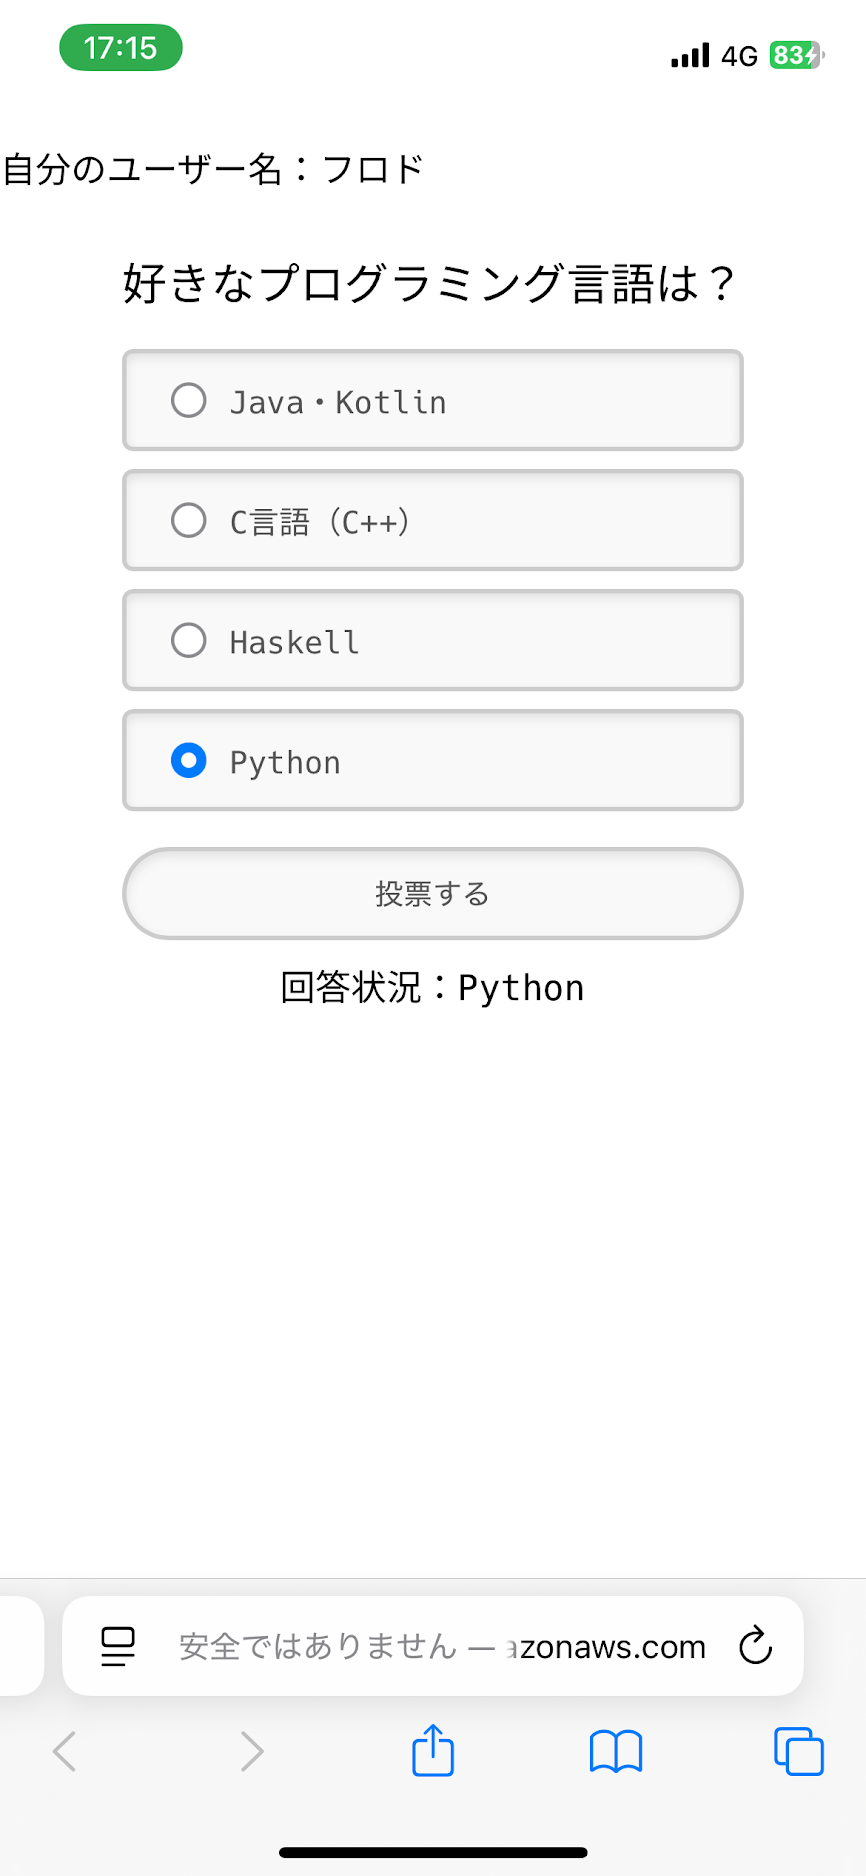 17:15
4G 83
自分のユーザー名：フロド
好きなプログラミング言語は？
Java・Kotlin
C言語（C++）
Haskell
Python
投票する
回答状況：Python
安全ではありません — azonaws.com